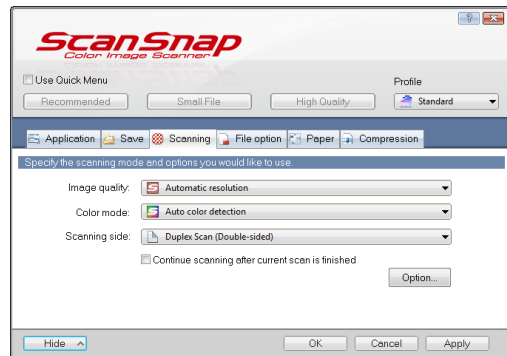 ScanSnap
Color Image Scanner
Use Quick Menu
Profile
Recommended Small File High Quality Standard
Application Save Scanning File option Paper Compression
Specify the scanning mode and options you would like to use.
Image quality: Automatic resolution
Color mode: Auto color detection
Scanning side: Duplex Scan (Double-sided)
Continue scanning after current scan is finished
Option...
Hide OK Cancel Apply